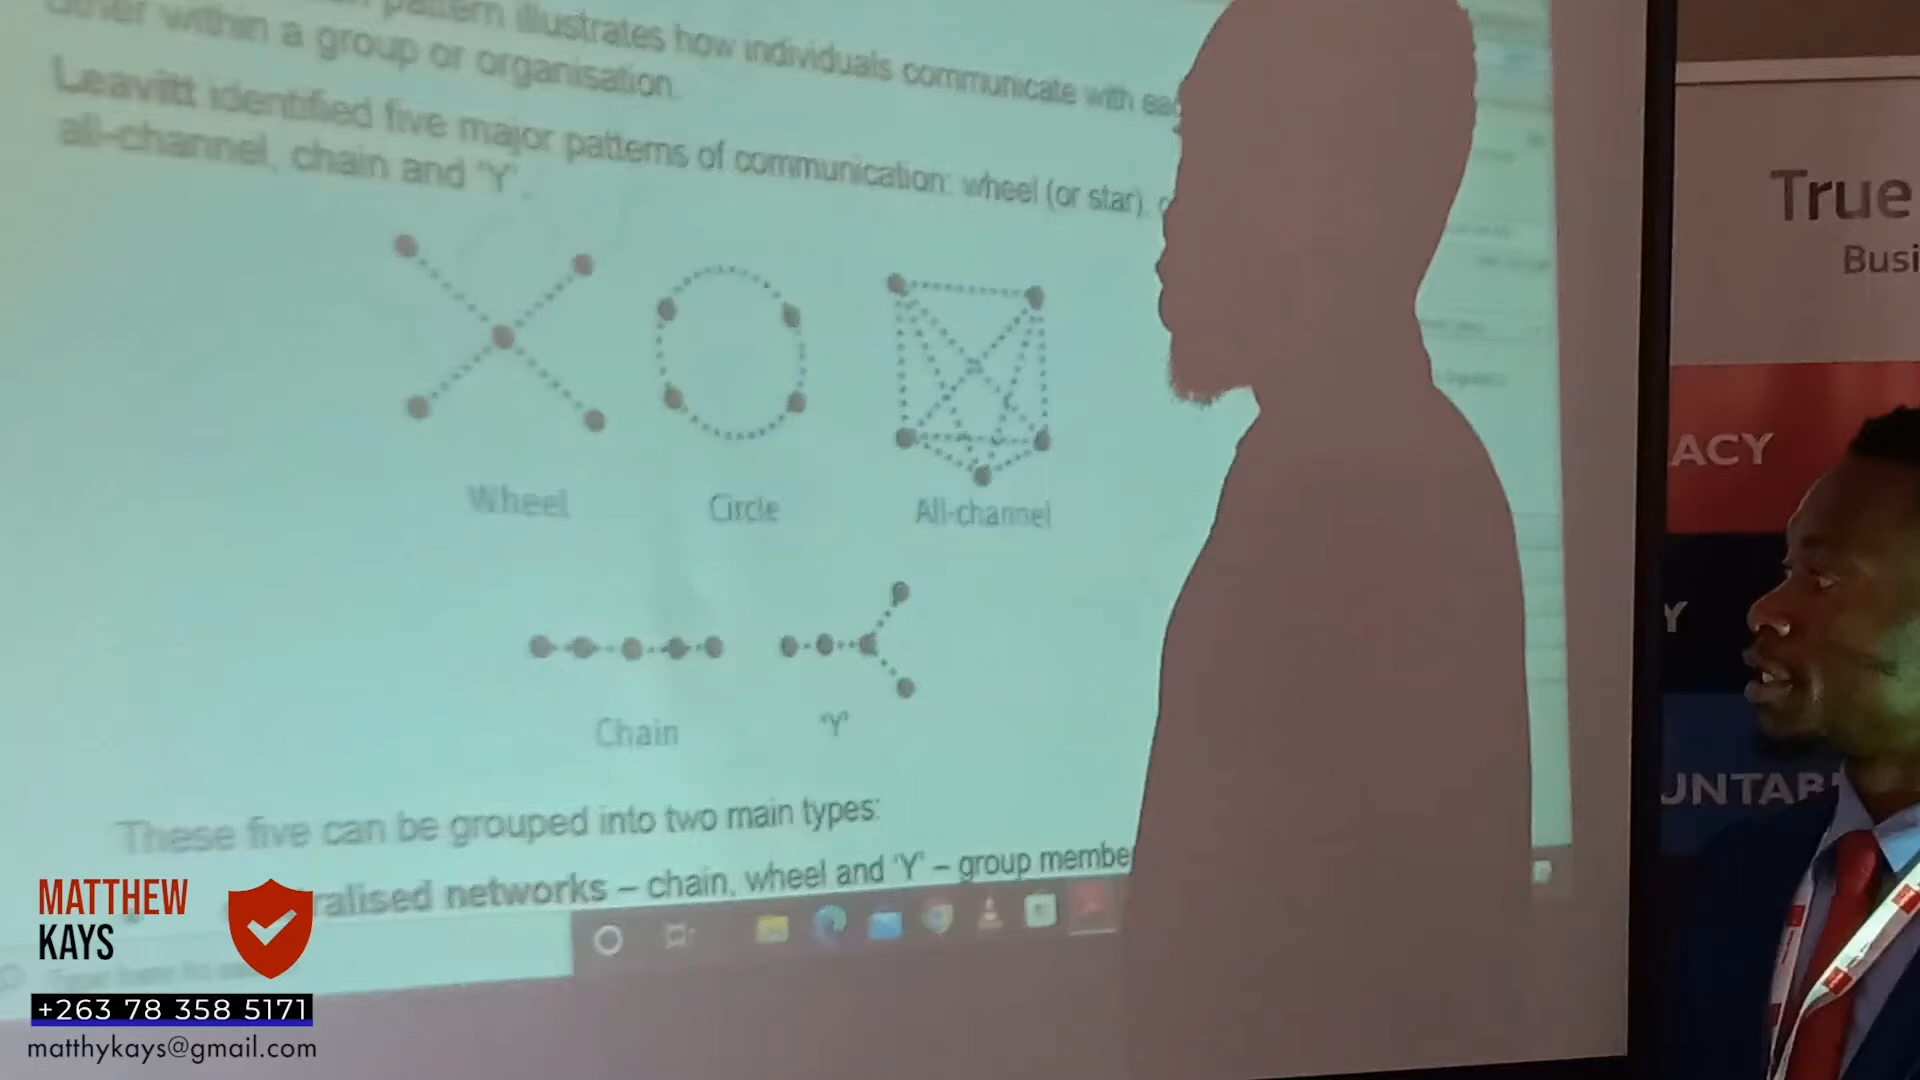 pattern illustrates how individuals communicate with
other within a group or organisation.
Leavitt identified five major patterns of communication: wheel (or star),
all-channel, chain and 'Y'.
Wheel
Circle
All-channel
Chain
'Y'
These five can be grouped into two main types:
ralised networks – chain, wheel and 'Y' – group membe
True
Busi
ACY
Y
UNTAB
MATTHEW
KAYS
+263 78 358 5171
matthykays@gmail.com